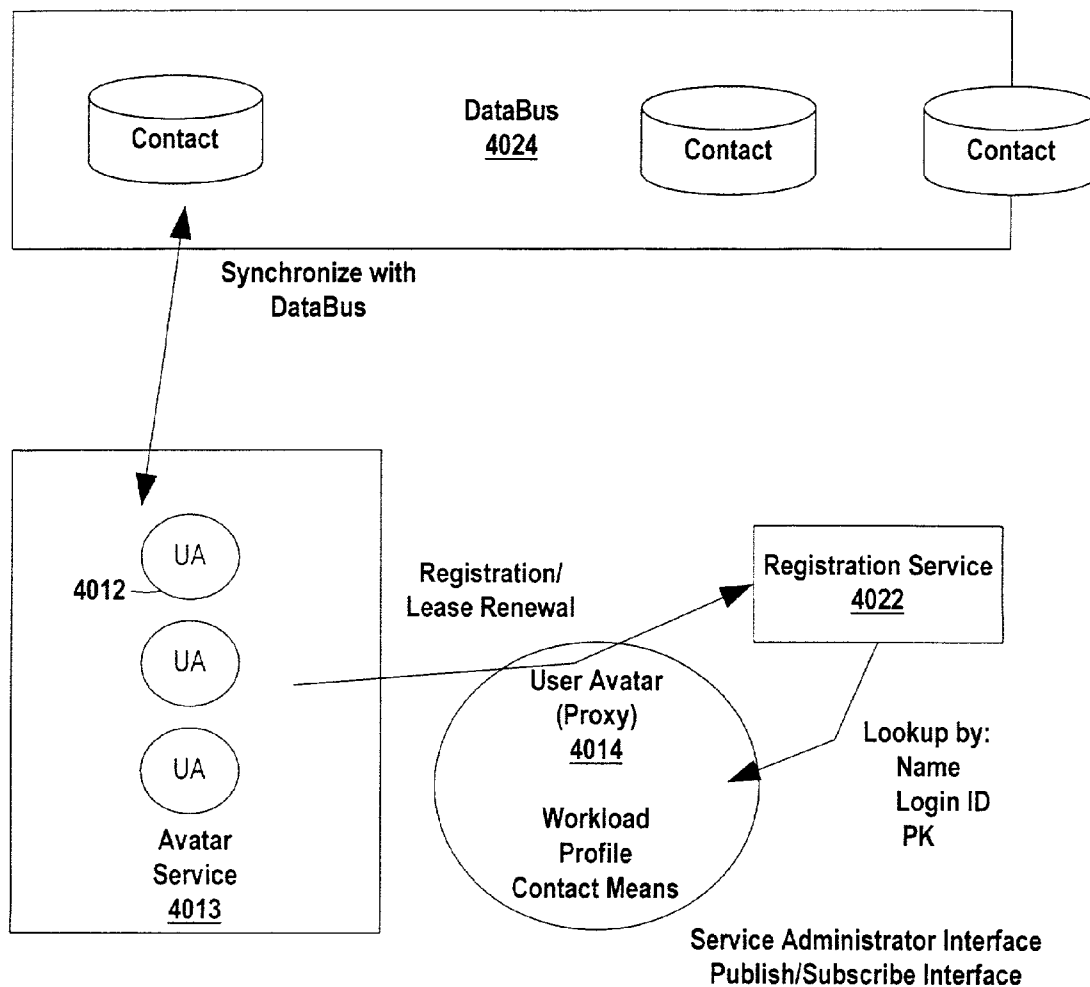 Contact
DataBus
4024
Contact
Contact
Synchronize with
DataBus
UA
4012
UA
UA
Avatar
Service
4013
Registration/
Lease Renewal
Registration Service
4022
User Avatar
(Proxy)
4014
Workload
Profile
Contact Means
Lookup by:
Name
Login ID
PK
Service Administrator Interface
Publish/Subscribe Interface